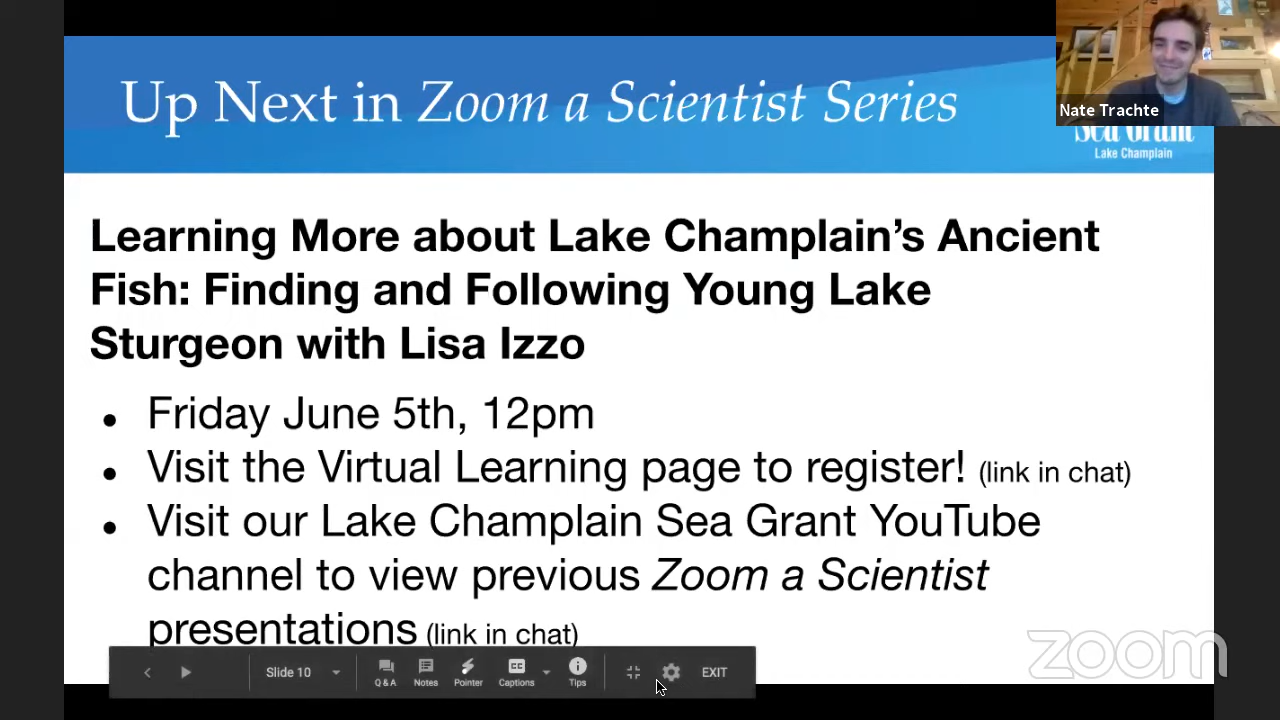 Up Next in Zoom a Scientist Series
Nate Trachte
Sea Grant
Lake Champlain
Learning More about Lake Champlain’s Ancient
Fish: Finding and Following Young Lake
Sturgeon with Lisa Izzo
• Friday June 5th, 12pm
• Visit the Virtual Learning page to register! (link in chat)
• Visit our Lake Champlain Sea Grant YouTube
channel to view previous Zoom a Scientist
presentations (link in chat)
zoom
Slide 10
Q & A
Notes
Pointer
CC
Captions
Tips
EXIT